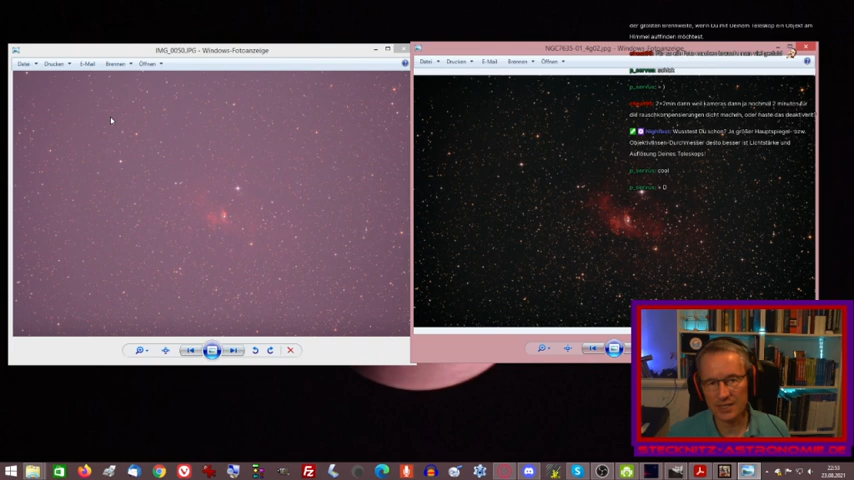 der größten Brennweite, wenn Du mit Deinem Teleskop ein Objekt am
Himmel auffinden möchtest.
IMG_8050.JPG - Windows-Fotoanzeige
NGC7635-01_4g02.jpg - Windows-Fotoanzeige
Datei Drucken E-Mail Brennen Öffnen
Datei Drucken E-Mail Brennen Öffnen
p_servus: schick
p_servus: = )
2+2min dann weil kameras dann ja nochmal 2 minuten für
die rauschkompensierungen dicht macheln, oder haste das deaktiviert
Nightbot: Wusstest Du schon? Je größer Hauptspiegel- bzw.
Objektivlinsen-Durchmesser desto besser ist Lichtstärke und
Auflösung Deines Teleskops!
p_servus: cool
p_servus: = D
STECKNITZ-ASTRONOMIE.DE
22:53
23.08.2021